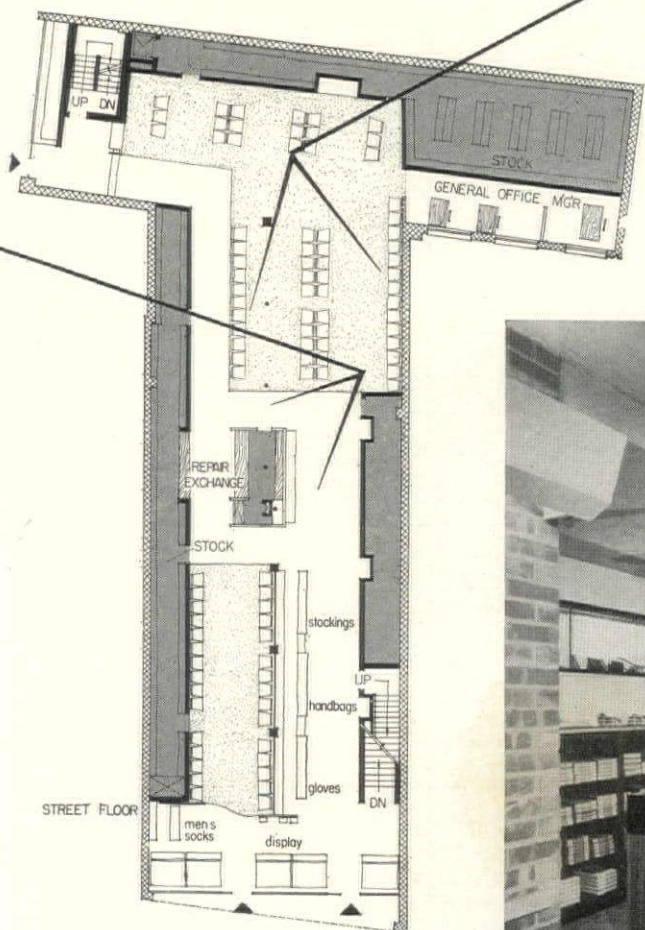 UP DN
STOCK
GENERAL OFFICE MGR
REPAIR
EXCHANGE
STOCK
stockings
UP
handbags
gloves
DN
STREET FLOOR
men s
socks
display